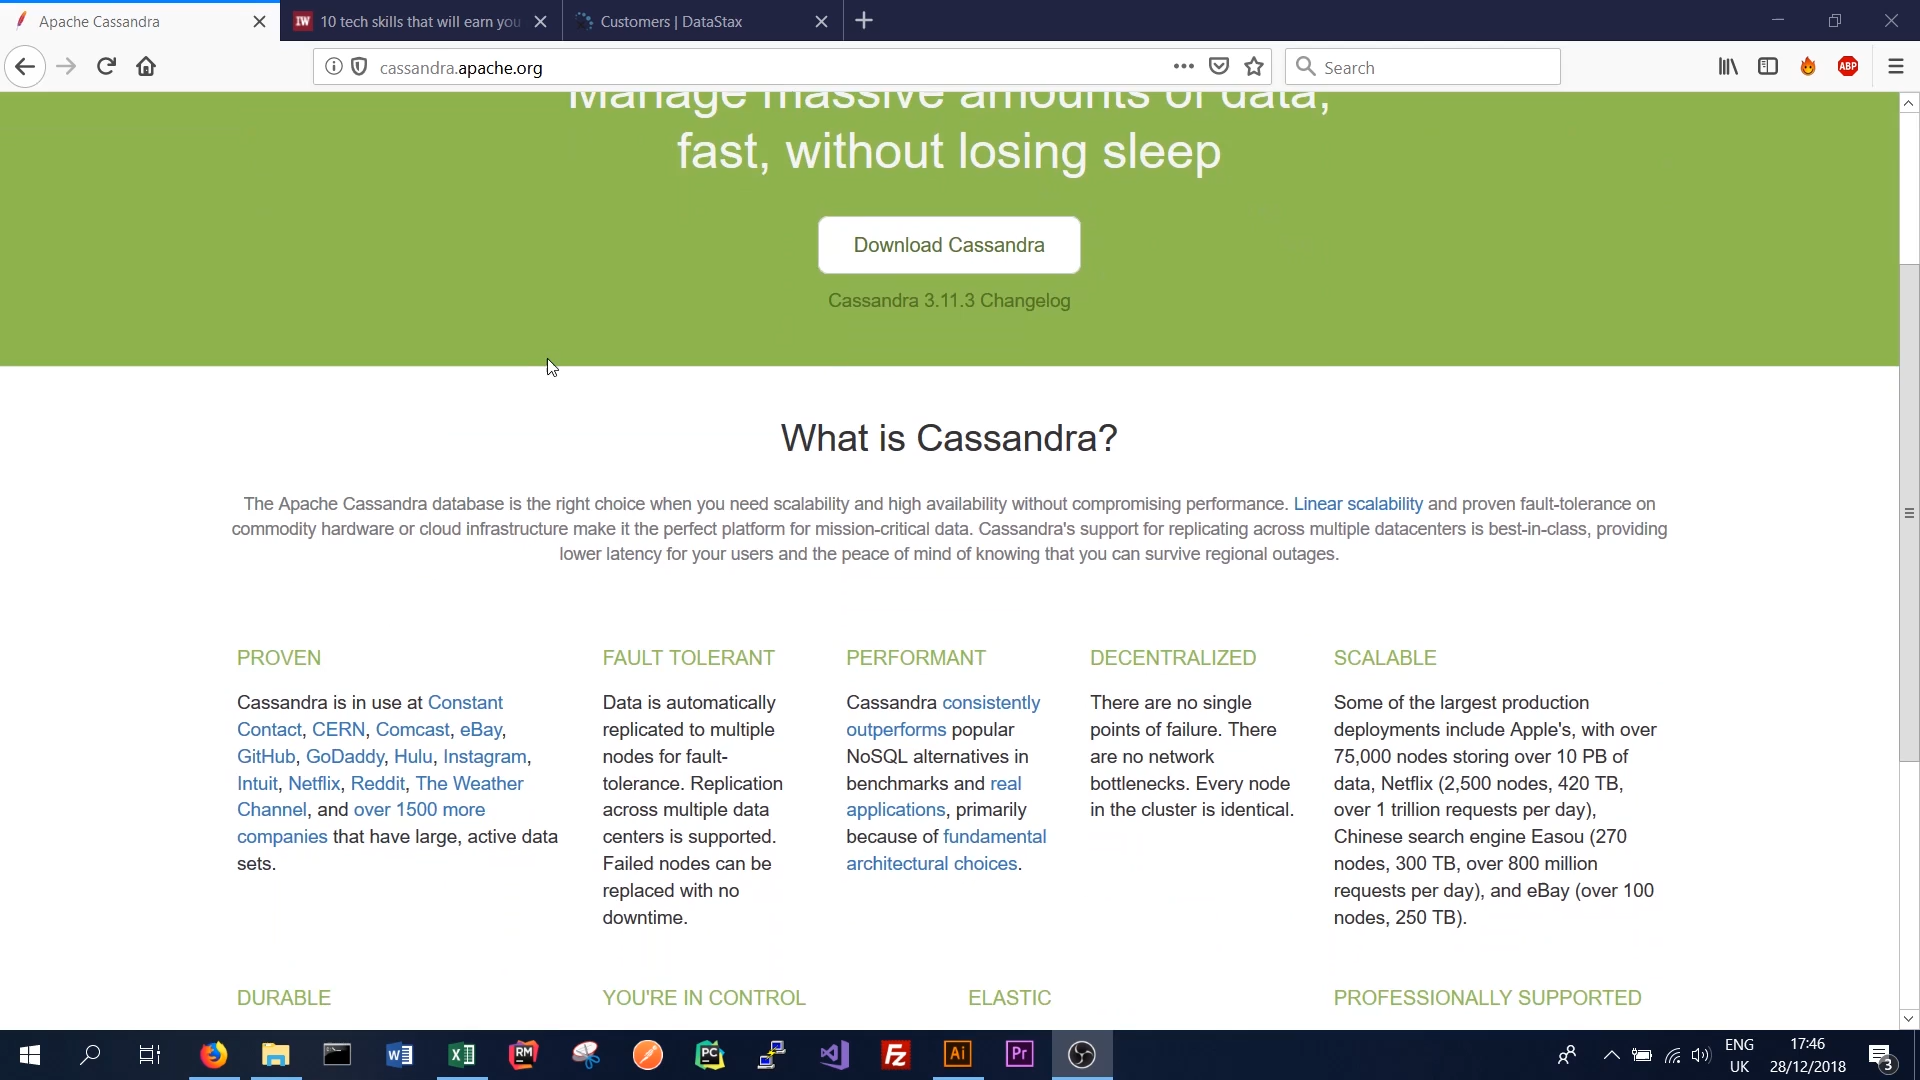 Apache Cassandra
10 tech skills that will earn you
Customers | DataStax
cassandra.apache.org
Search
ABP
Manage massive amounts of data,
fast, without losing sleep
Download Cassandra
Cassandra 3.11.3 Changelog
What is Cassandra?
The Apache Cassandra database is the right choice when you need scalability and high availability without compromising performance. Linear scalability and proven fault-tolerance on
commodity hardware or cloud infrastructure make it the perfect platform for mission-critical data. Cassandra's support for replicating across multiple datacenters is best-in-class, providing
lower latency for your users and the peace of mind of knowing that you can survive regional outages.
PROVEN
Cassandra is in use at Constant
Contact, CERN, Comcast, eBay,
GitHub, GoDaddy, Hulu, Instagram,
Intuit, Netflix, Reddit, The Weather
Channel, and over 1500 more
companies that have large, active data
sets.
FAULT TOLERANT
Data is automatically
replicated to multiple
nodes for fault-
tolerance. Replication
across multiple data
centers is supported.
Failed nodes can be
replaced with no
downtime.
PERFORMANT
Cassandra consistently
outperforms popular
NoSQL alternatives in
benchmarks and real
applications, primarily
because of fundamental
architectural choices.
DECENTRALIZED
There are no single
points of failure. There
are no network
bottlenecks. Every node
in the cluster is identical.
SCALABLE
Some of the largest production
deployments include Apple's, with over
75,000 nodes storing over 10 PB of
data, Netflix (2,500 nodes, 420 TB,
over 1 trillion requests per day),
Chinese search engine Easou (270
nodes, 300 TB, over 800 million
requests per day), and eBay (over 100
nodes, 250 TB).
DURABLE
YOU'RE IN CONTROL
ELASTIC
PROFESSIONALLY SUPPORTED
IW
RM
PC
Fz
Ai
Pr
ENG
UK
17:46
28/12/2018
3